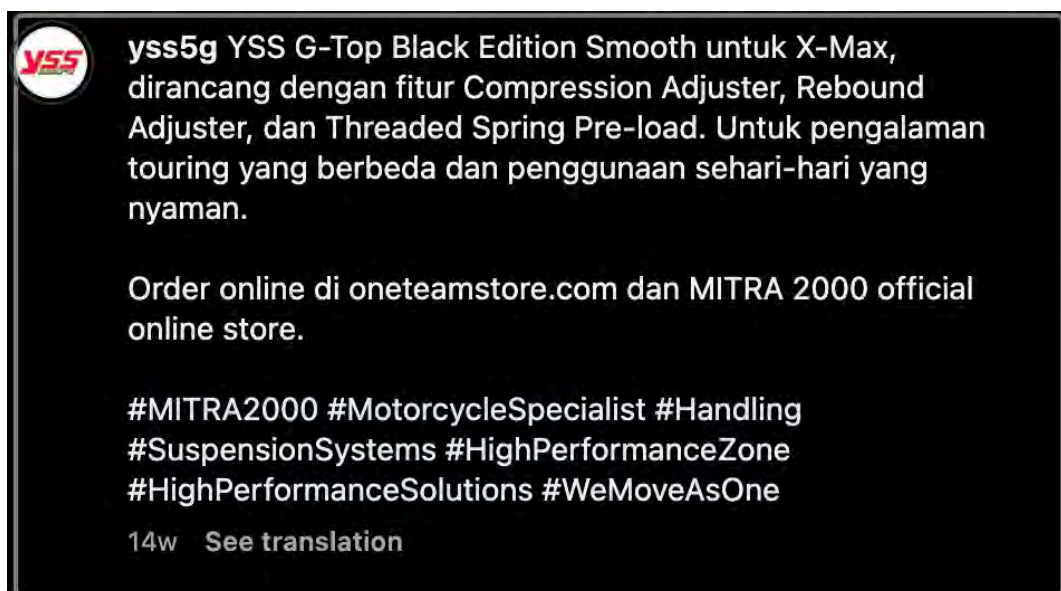 YSS
yss5g YSS G-Top Black Edition Smooth untuk X-Max,
dirancang dengan fitur Compression Adjuster, Rebound
Adjuster, dan Threaded Spring Pre-load. Untuk pengalaman
touring yang berbeda dan penggunaan sehari-hari yang
nyaman.
Order online di oneteamstore.com dan MITRA 2000 official
online store.
#MITRA2000 #MotorcycleSpecialist #Handling
#SuspensionSystems #HighPerformanceZone
#HighPerformanceSolutions #WeMoveAsOne
14w See translation